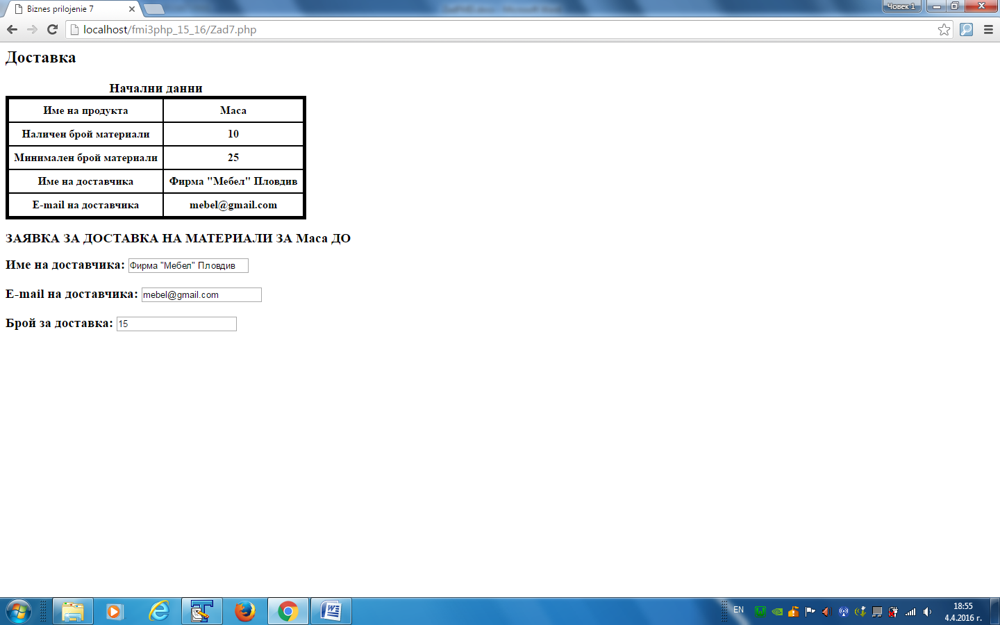 Biznes prilojenie 7
Човек 1
localhost/fmi3php_15_16/Zad7.php
Доставка
Начални данни
Име на продукта Маса
Наличен брой материали 10
Минимален брой материали 25
Име на доставчика Фирма "Мебел" Пловдив
E-mail на доставчика mebel@gmail.com
ЗАЯВКА ЗА ДОСТАВКА НА МАТЕРИАЛИ ЗА Маса ДО
Име на доставчика: Фирма "Мебел" Пловдив
E-mail на доставчика: mebel@gmail.com
Брой за доставка: 15
EN
18:55
4.4.2016 г.